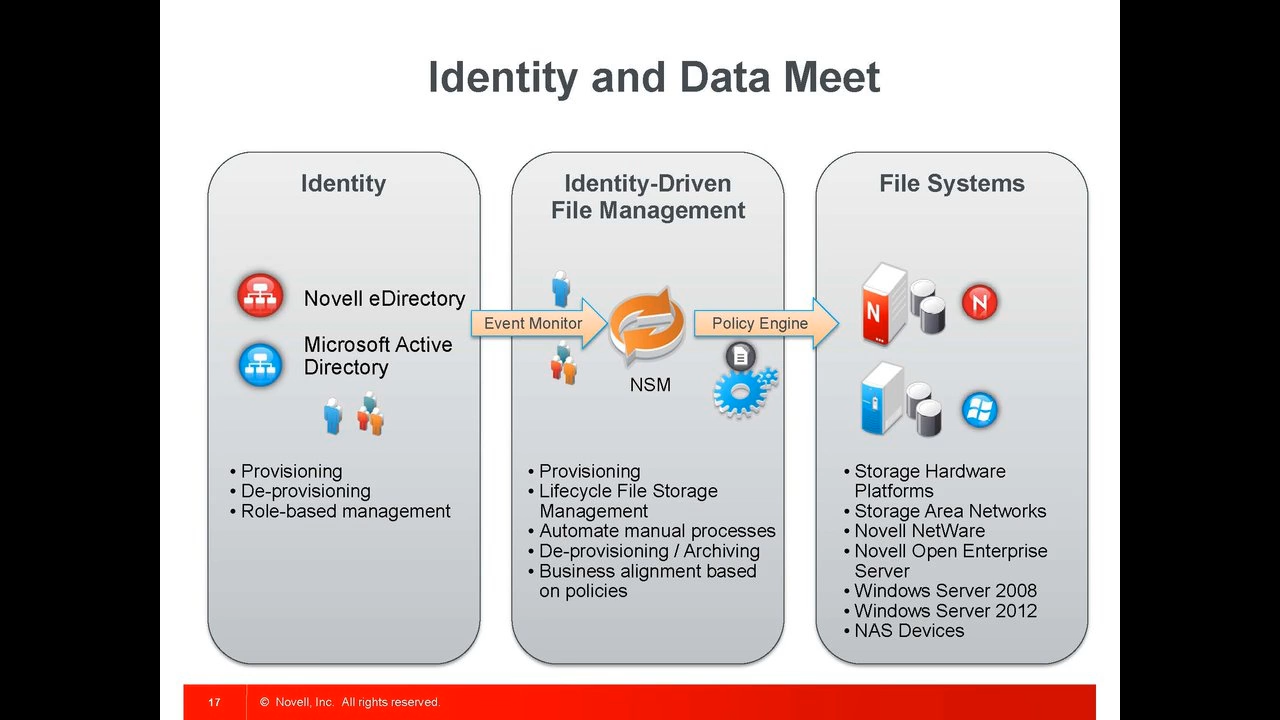 Identity and Data Meet
Identity
Novell eDirectory
Microsoft Active
Directory
• Provisioning
• De-provisioning
• Role-based management
Event Monitor
Identity-Driven
File Management
NSM
• Provisioning
• Lifecycle File Storage
Management
• Automate manual processes
• De-provisioning / Archiving
• Business alignment based
on policies
Policy Engine
File Systems
N
N
• Storage Hardware
Platforms
• Storage Area Networks
• Novell NetWare
• Novell Open Enterprise
Server
• Windows Server 2008
• Windows Server 2012
• NAS Devices
17
© Novell, Inc. All rights reserved.